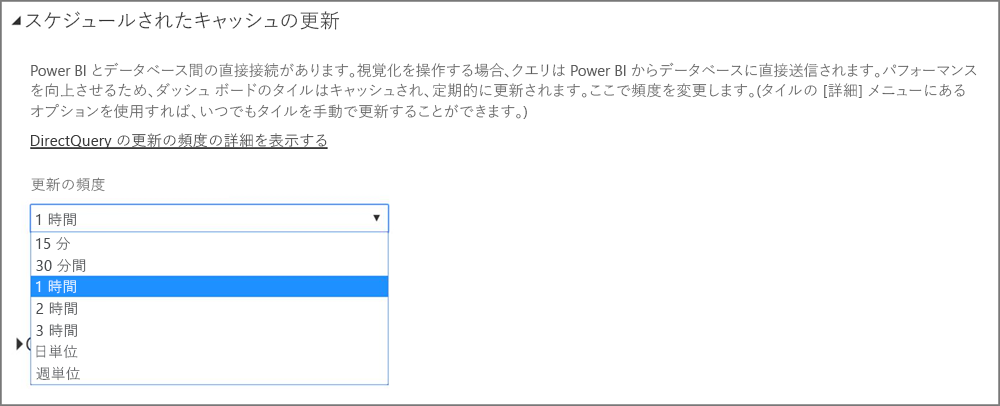 スケジュールされたキャッシュの更新
Power BI とデータベース間の直接接続があります。視覚化を操作する場合、クエリは Power BI からデータベースに直接送信されます。パフォーマンス
を向上させるため、ダッシュ ボードのタイルはキャッシュされ、定期的に更新されます。ここで頻度を変更します。(タイルの [詳細] メニューにある
オプションを使用すれば、いつでもタイルを手動で更新することができます。)
DirectQuery の更新の頻度の詳細を表示する
更新の頻度
1 時間
15 分
30 分間
1 時間
2 時間
3 時間
日単位
週単位